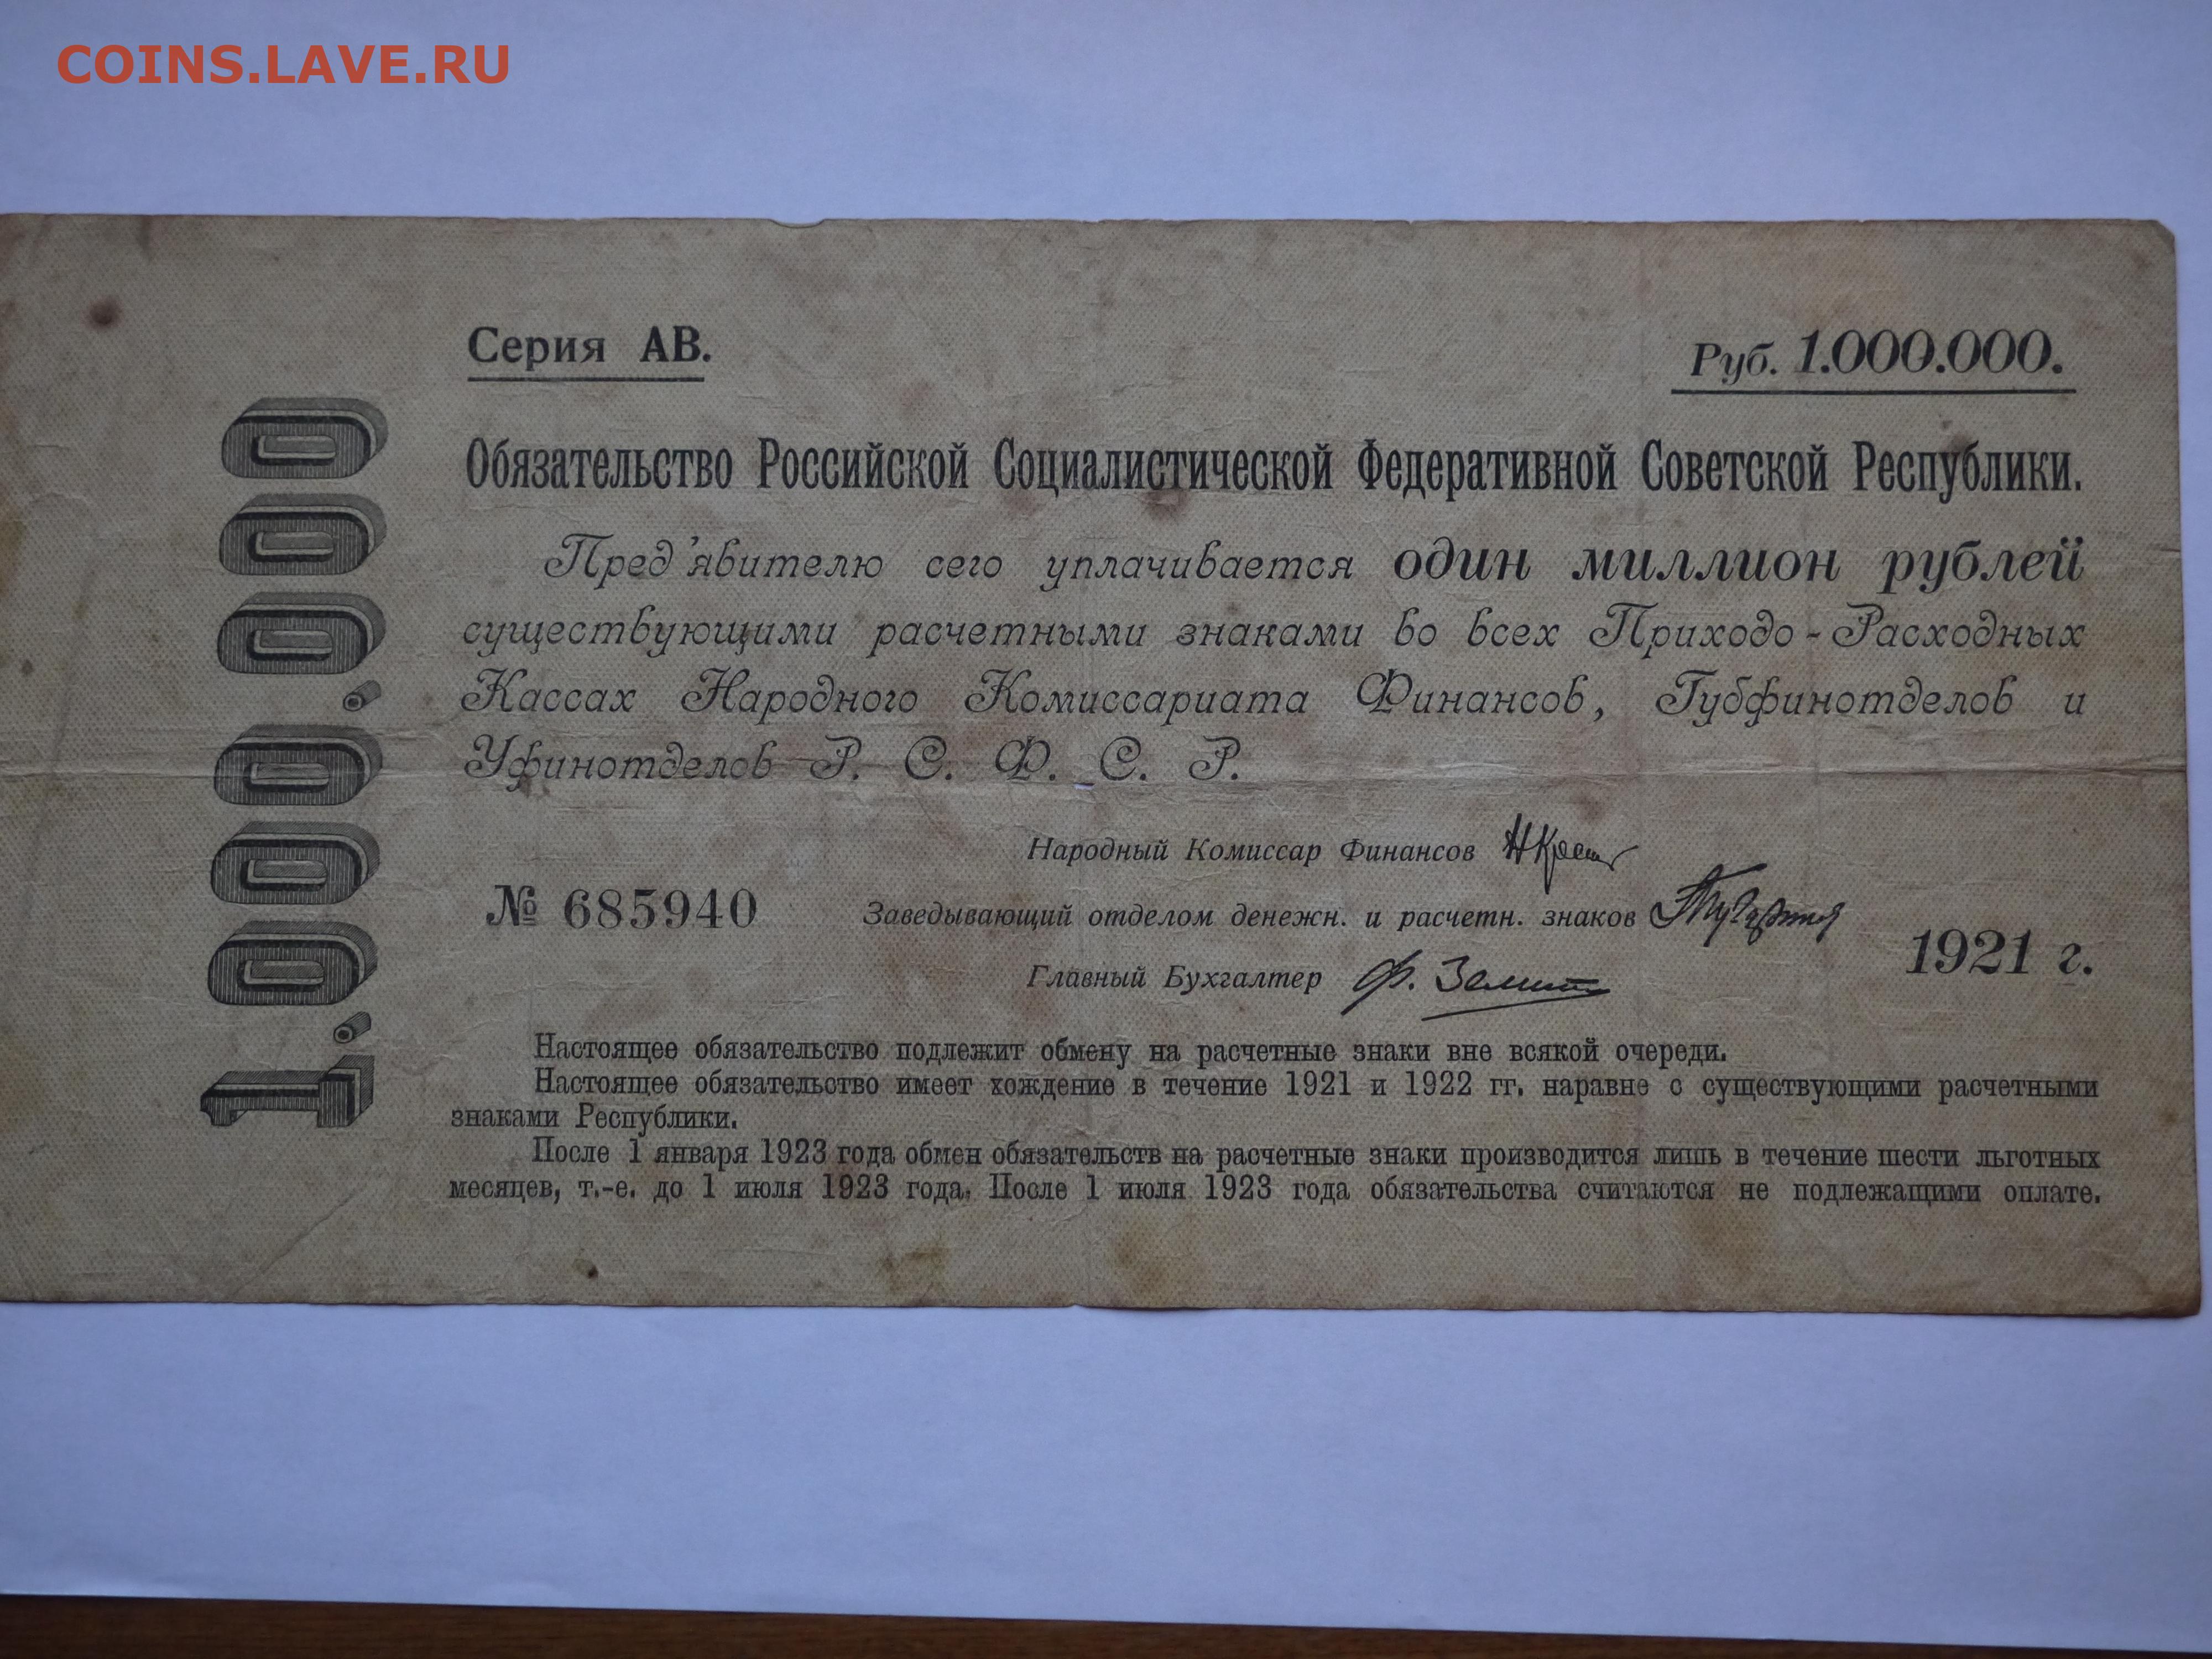 COINS.LAVE.RU
Серия АВ.
Руб. 1.000.000.
1.000.000
Обязательство Российской Социалистической Федеративной Советской Республики.
Пред'явителю сего уплачивается один миллион рублей
существующими расчетными знаками во всех Приходо-Расходных
Кассах Народного Комиссариата Финансов, Губфинотделов и
Уфинотделов Р. С. Ф. С. Р.
Народный Комиссар Финансов
№ 685940
Заведывающий отделом денежн. и расчетн. знаков
1921 г.
Главный Бухгалтер
Настоящее обязательство подлежит обмену на расчетные знаки вне всякой очереди.
Настоящее обязательство имеет хождение в течение 1921 и 1922 гг. наравне с существующими расчетными
знаками Республики.
После 1 января 1923 года обмен обязательств на расчетные знаки производится лишь в течение шести льготных
месяцев, т.-е. до 1 июля 1923 года. После 1 июля 1923 года обязательства считаются не подлежащими оплате.